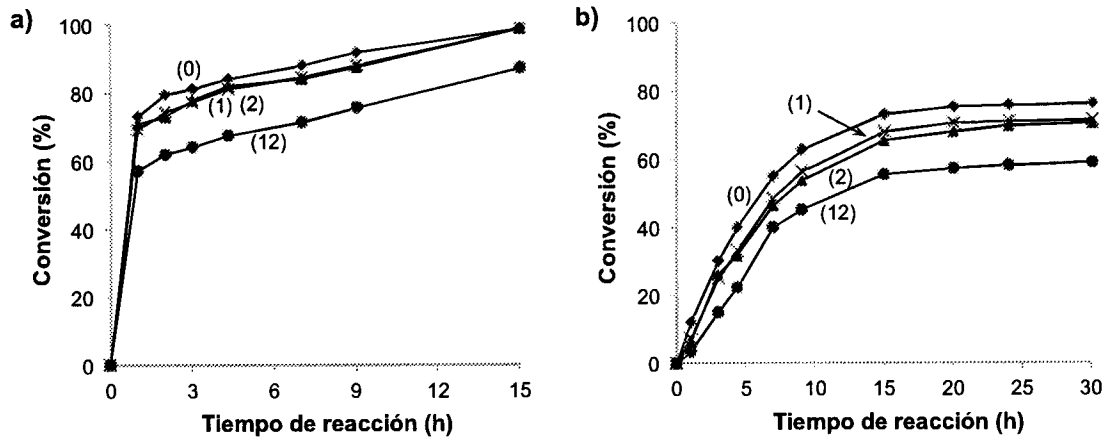 a)
100
80
60
40
20
0
Conversión (%)
(0)
(1) (2)
(12)
0 3 6 9 12 15
Tiempo de reacción (h)
b)
100
80
60
40
20
0
Conversión (%)
(1)
(0)
(2)
(12)
0 5 10 15 20 25 30
Tiempo de reacción (h)